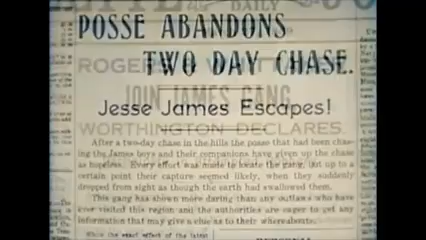 DAILY
POSSE ABANDONS
TWO DAY CHASE.
JOIN JAMES GANG
Jesse James Escapes!
WORTHINGTON DECLARES.
After a two-day chase in the hills the posse that had been chas-
ing the James boys and their companions have given up the chase
as hopeless. Every effort was made to locate the gang, but up to a
certain point their capture seemed likely, when they suddenly
dropped from sight as though the earth had swallowed them.
This gang has shown more daring than any outlaws who have
ever visited this region and the authorities are eager to get any
information that may give a clue as to their whereabouts.